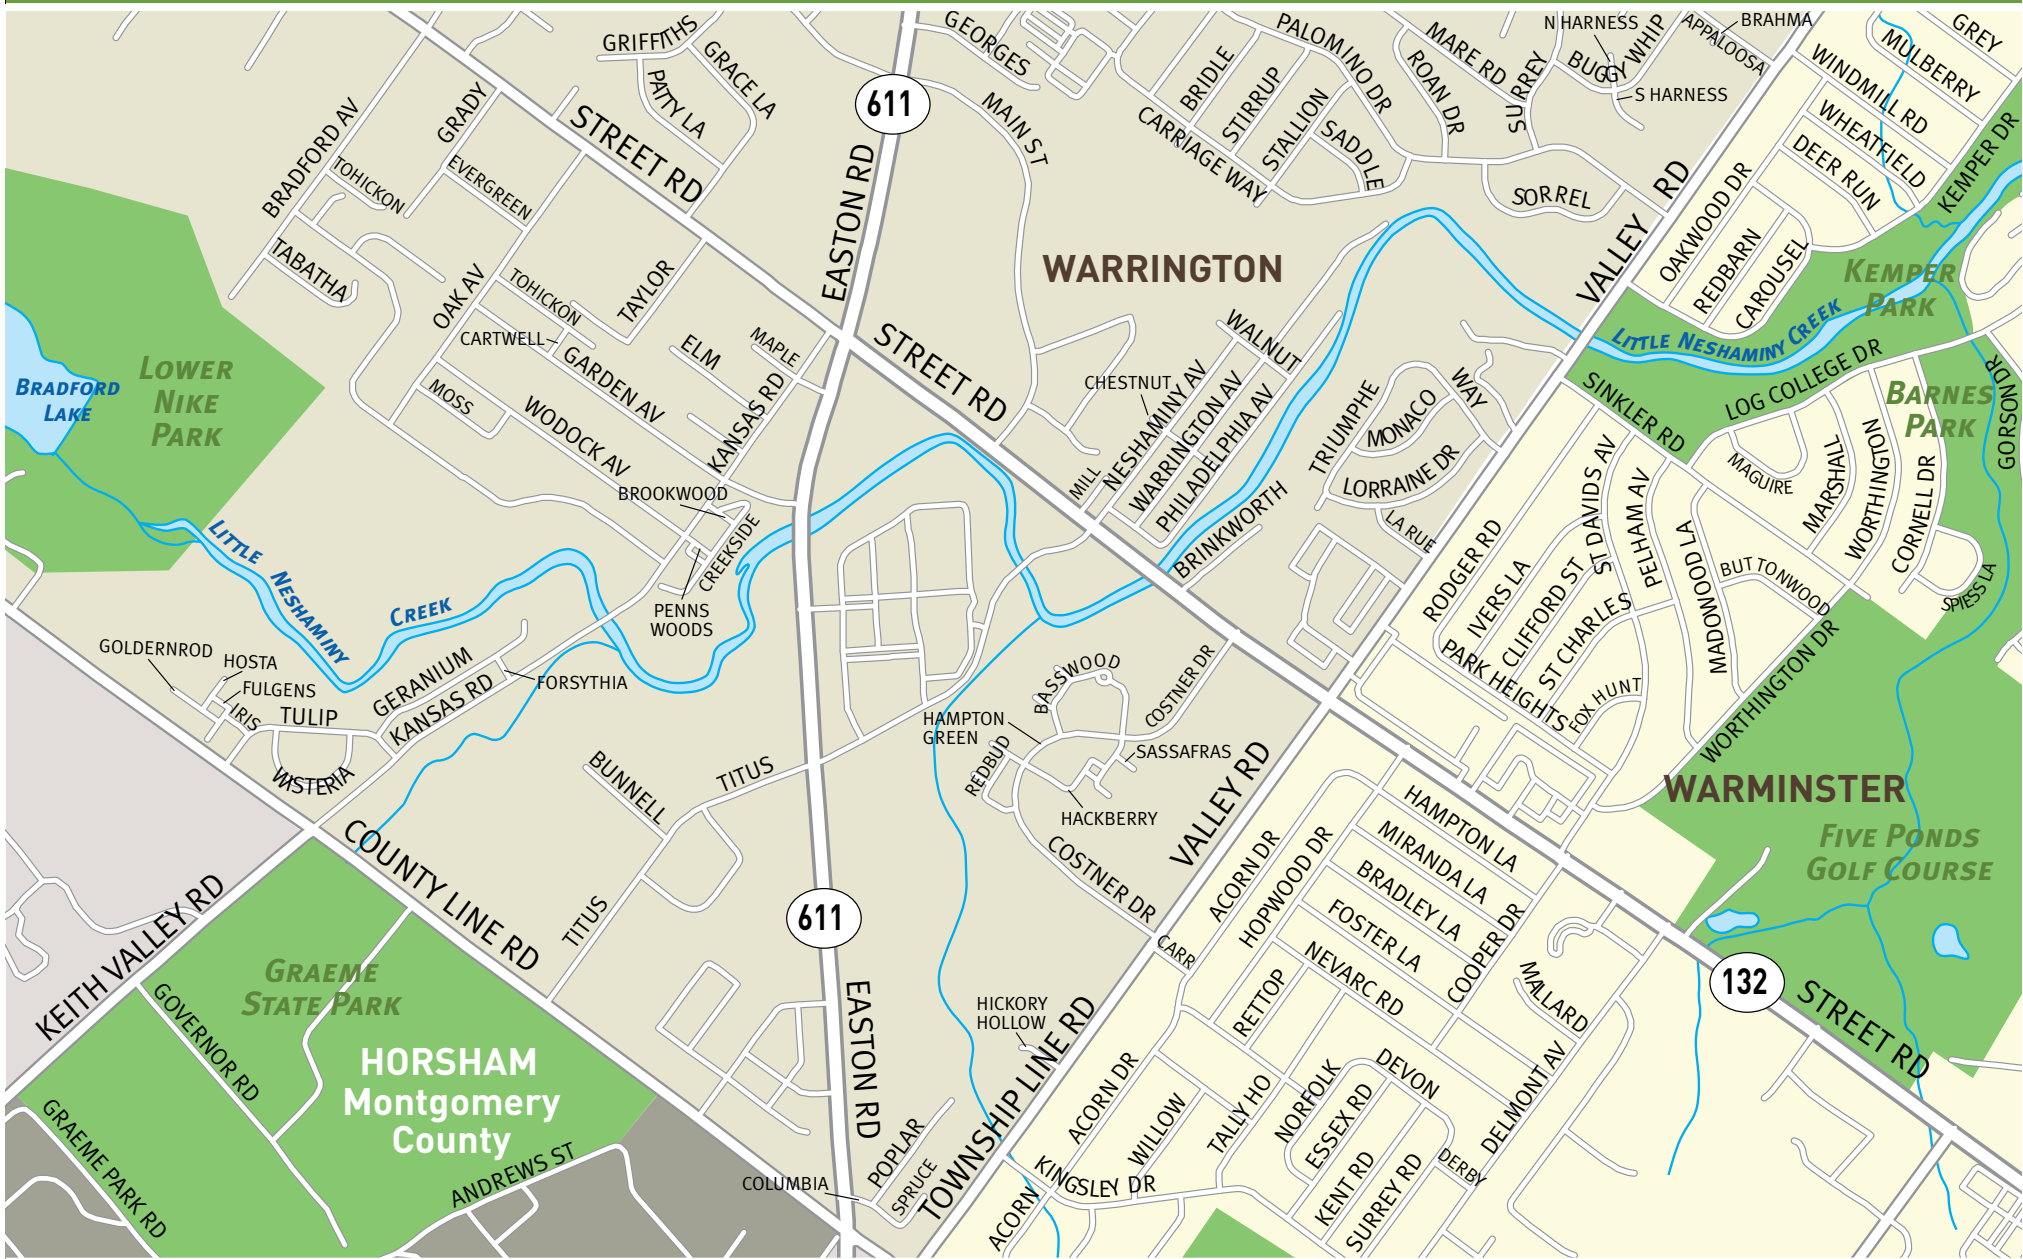 GRIFFITHS
GRACE LA
PATTY LA
GEORGES
611
MAIN ST
PALOMINO DR
BRIDLE
STIRRUP
STALLION
SADDLE
CARRIAGE WAY
ROAN DR
MARE RD
SURREY
N HARNESS
BUGGY WHIP
S HARNESS
APPALOOSA
BRAHMA
SORREL
GREY
MULBERRY
WINDMILL RD
WHEATFIELD
DEER RUN
KEMPER DR
OAKWOOD DR
REDBARN
CAROUSEL
VALLEY RD
KEMPER
PARK
LITTLE NESHAMINY CREEK
BRADFORD AV
GRADY
TOHICKON
EVERGREEN
TABATHA
STREET RD
EASTON RD
WARRINGTON
OAK AV
TOHICKON
TAYLOR
CARTWELL
GARDEN AV
ELM
MAPLE
KANSAS RD
MOSS
WODOCK AV
BROOKWOOD
CREEKSIDE
PENNS
WOODS
STREET RD
CHESTNUT
WALNUT
NESHAMINY AV
WARRINGTON AV
PHILADELPHIA AV
MILL
BRINKWORTH
TRIUMPHE
MONACO
WAY
LORRAINE DR
LA RUE
SINKLER RD
LOG COLLEGE DR
BARNES
PARK
GORSON DR
MAGUIRE
MARSHALL
WORTHINGTON
CORNELL DR
SPIESS LA
RODGER RD
IVERS LA
CLIFFORD ST
ST DAVIDS AV
PELHAM AV
ST CHARLES
MADOWOOD LA
BUTTONWOOD
PARK HEIGHTS
FOX HUNT
WORTHINGTON DR
WARMINSTER
FIVE PONDS
GOLF COURSE
BRADFORD
LAKE
LOWER
NIKE
PARK
LITTLE NESHAMINY CREEK
GOLDERNROD
HOSTA
FULGENS
IRIS
TULIP
WISTERIA
GERANIUM
KANSAS RD
FORSYTHIA
BUNNELL
TITUS
TITUS
BASSWOOD
COSTNER DR
HAMPTON
GREEN
REDBUD
SASSAFRAS
HACKBERRY
COSTNER DR
VALLEY RD
COUNTY LINE RD
KEITH VALLEY RD
611
EASTON RD
GRAEME
STATE PARK
GOVERNOR RD
HORSHAM
Montgomery
County
GRAEME PARK RD
ANDREWS ST
HICKORY
HOLLOW
TOWNSHIP LINE RD
COLUMBIA
POPLAR
SPRUCE
CARR
ACORN DR
HOPWOOD DR
HAMPTON LA
MIRANDA LA
BRADLEY LA
FOSTER LA
NEVARC RD
COOPER DR
RETTOP
MALLARD
DELMONT AV
132
STREET RD
ACORN DR
WILLOW
TALLY HO
NORFOLK
ESSEX RD
DEVON
KENT RD
SURREY RD
DERBY
KINGSLEY DR
ACORN